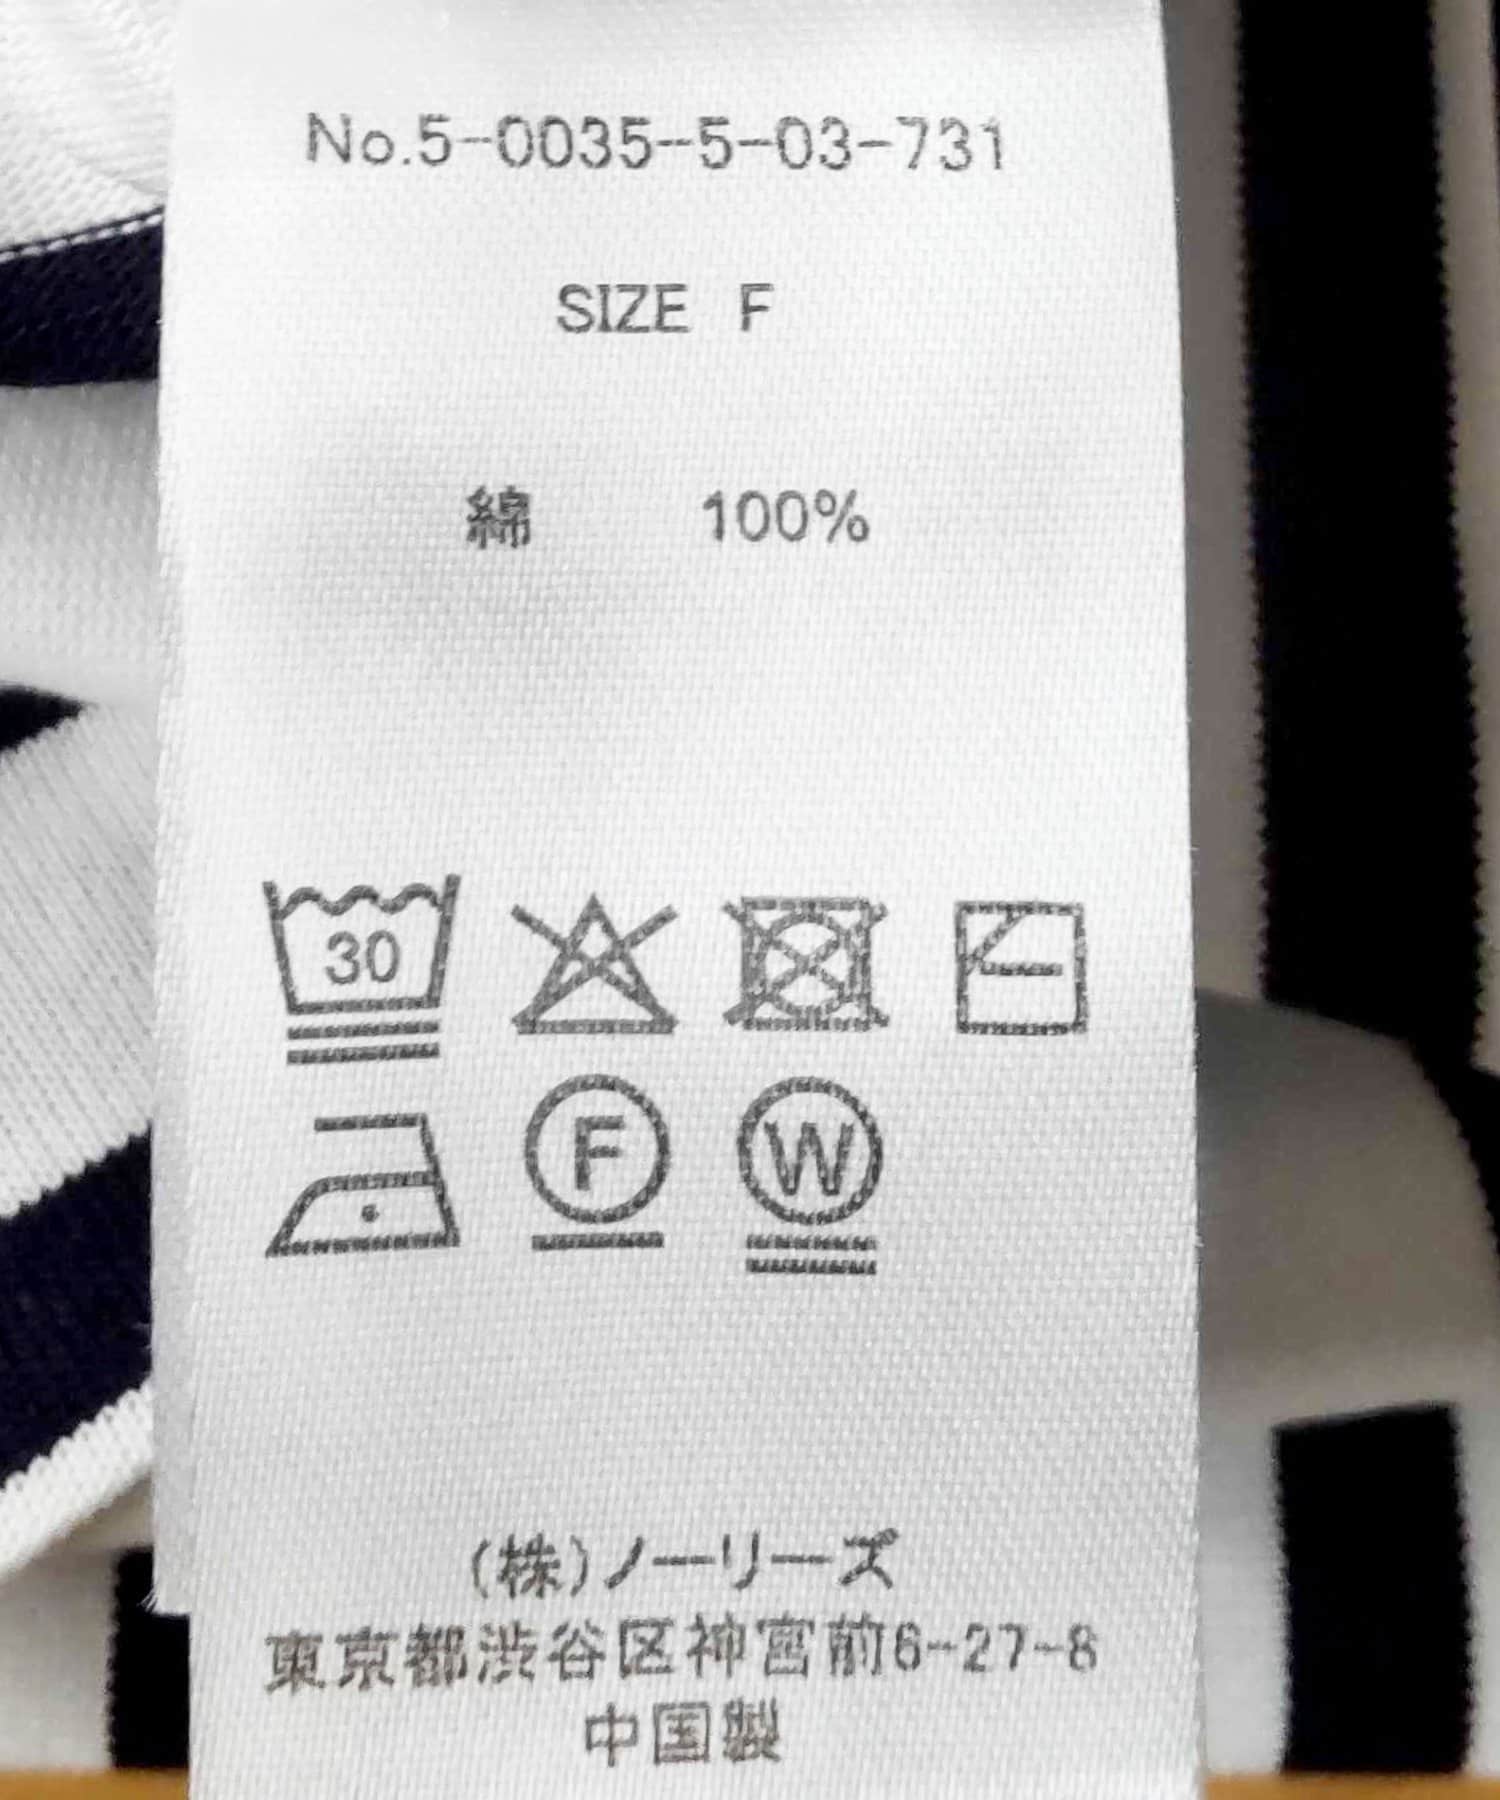 No.5-0035-5-03-731
SIZE F
綿 100%
30
F W
(株)ノーリーズ
東京都渋谷区神宮前6-27-8
中国製